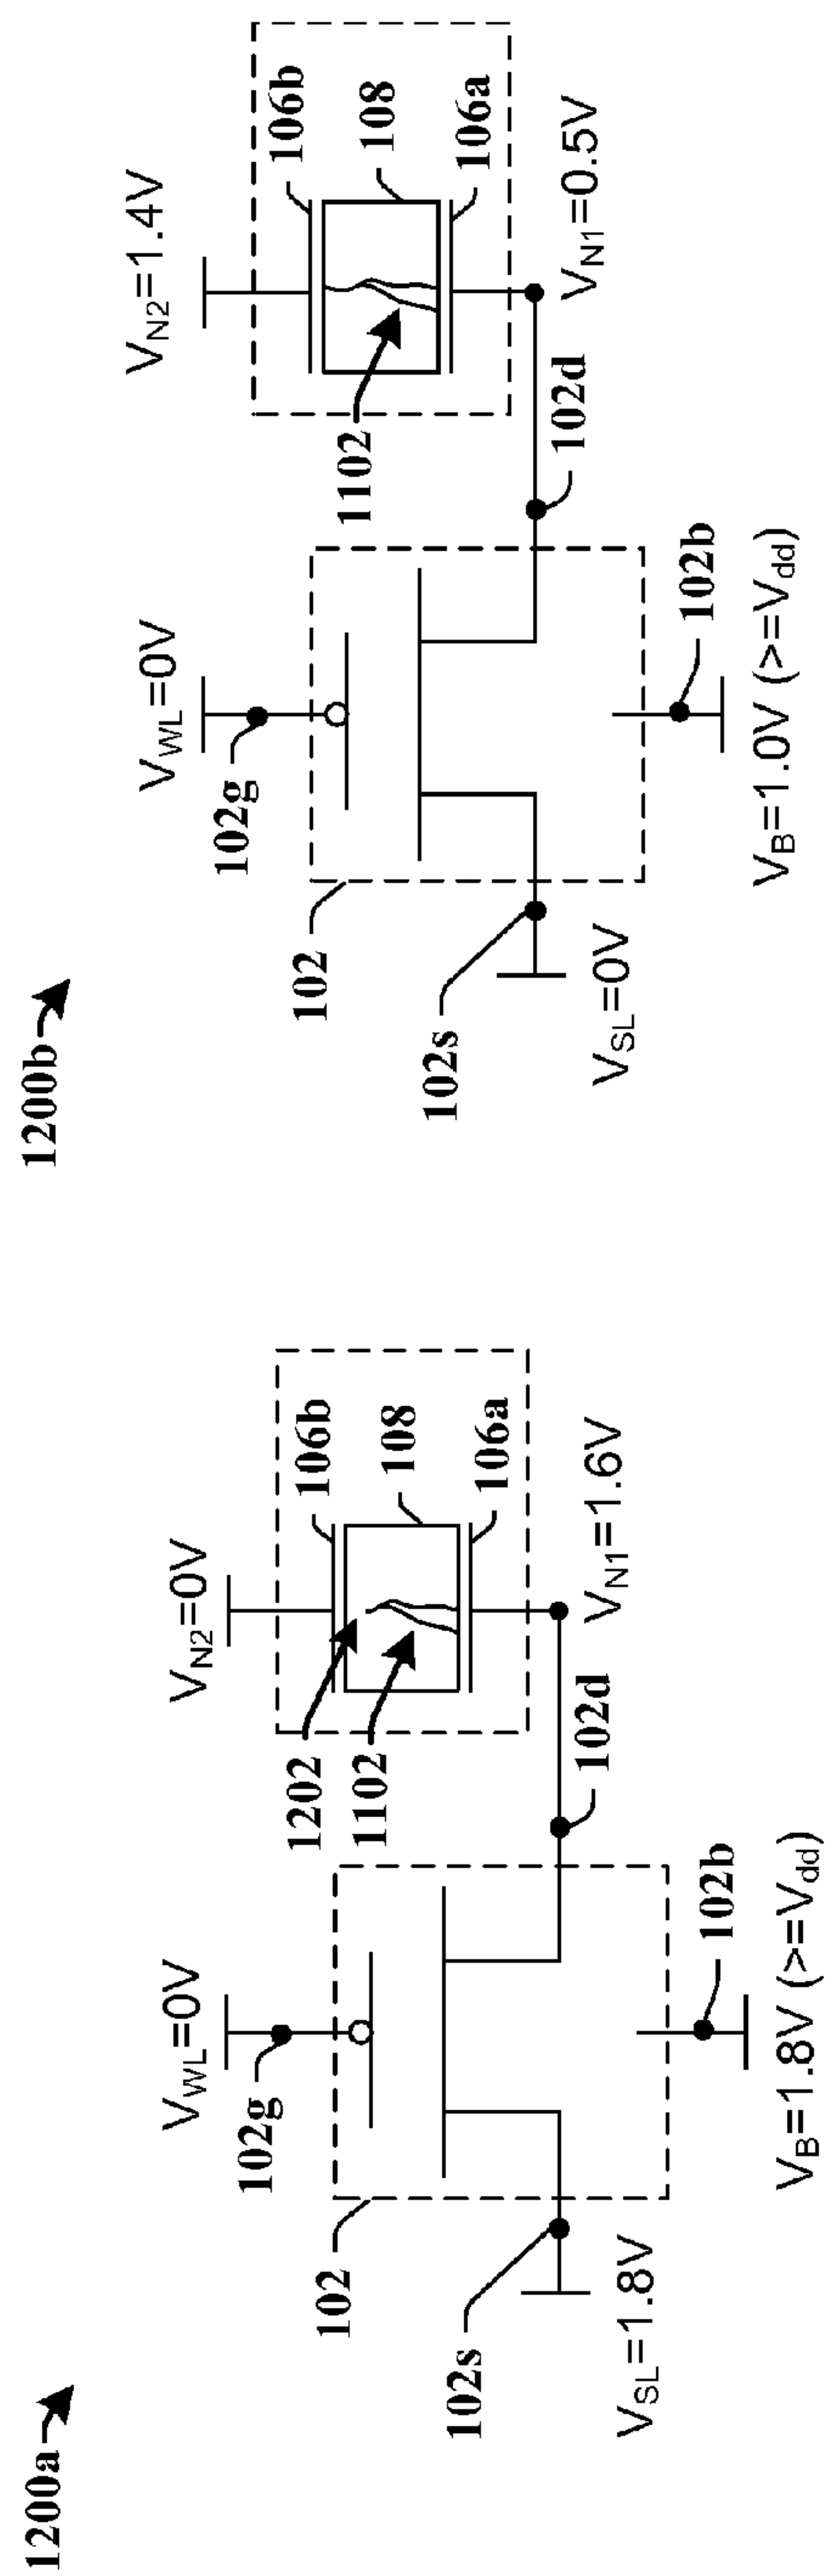 1200a
V_WL=0V
102g
102
102s
V_SL=1.8V
V_B=1.8V (>=V_dd)
102b
102d
V_N1=1.6V
V_N2=0V
106b
108
106a
1202
1102
1200b
V_WL=0V
102g
102
102s
V_SL=0V
V_B=1.0V (>=V_dd)
102b
102d
V_N1=0.5V
V_N2=1.4V
106b
108
106a
1102